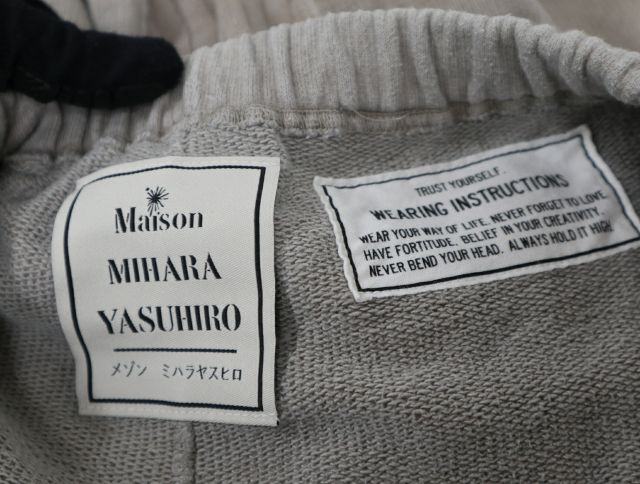 Maison
MIHARA
YASUHIRO
メゾン ミハラヤスヒロ
TRUST YOURSELF.
WEARING INSTRUCTIONS
WEAR YOUR WAY OF LIFE. NEVER FORGET TO LOVE.
HAVE FORTITUDE. BELIEF IN YOUR CREATIVITY.
NEVER BEND YOUR HEAD. ALWAYS HOLD IT HIGH.